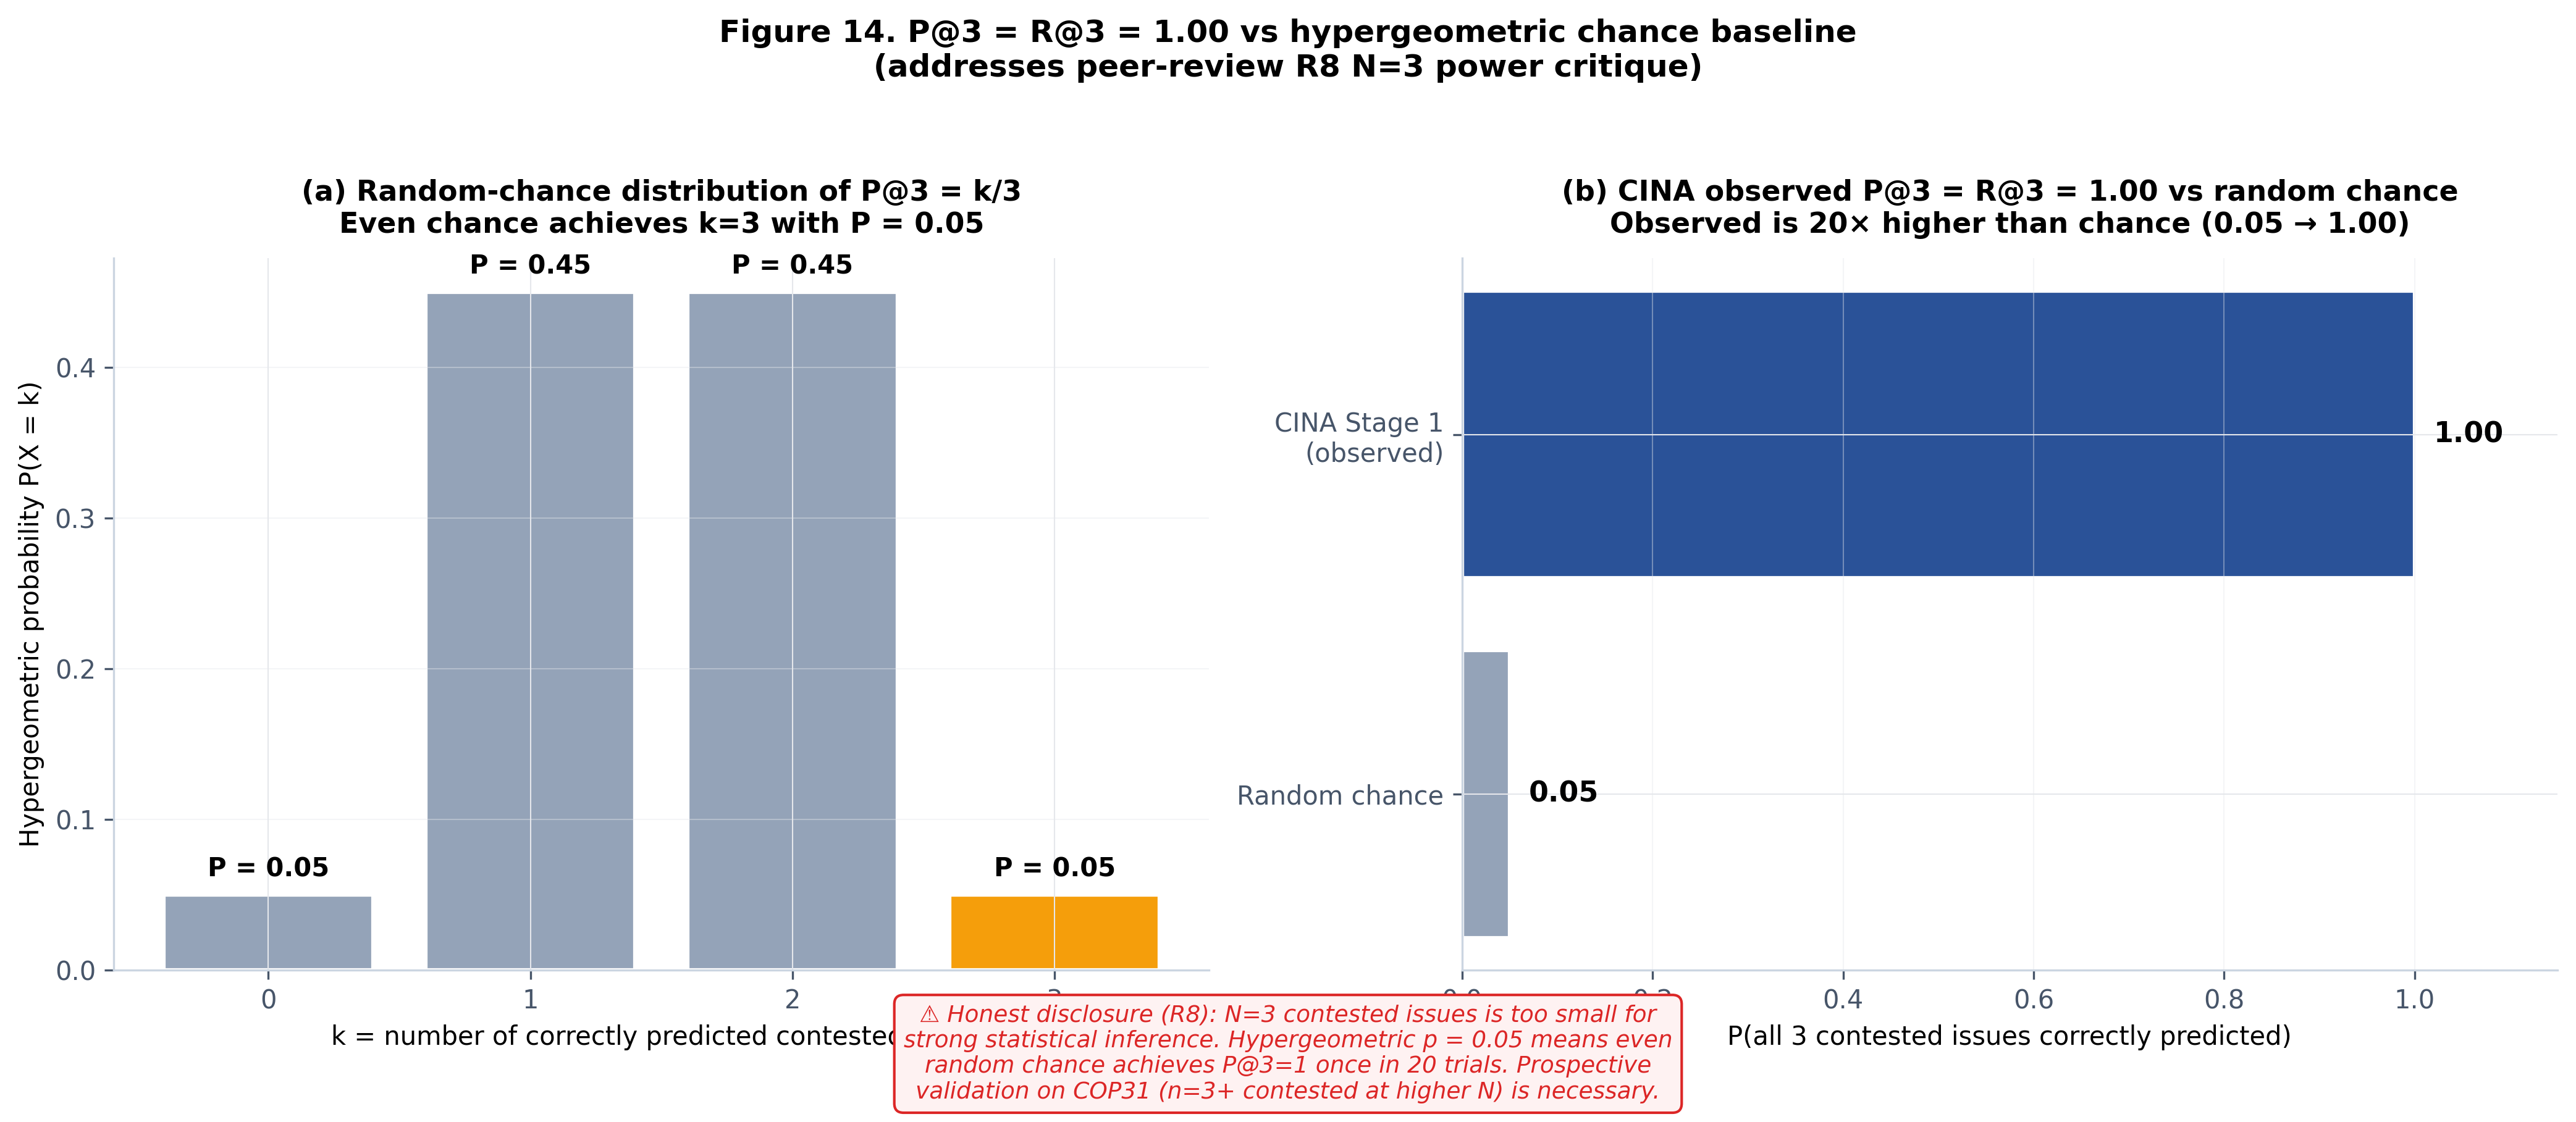 Figure 14. P@3 = R@3 = 1.00 vs hypergeometric chance baseline
(addresses peer-review R8 N=3 power critique)
(a) Random-chance distribution of P@3 = k/3
Even chance achieves k=3 with P = 0.05
P = 0.45
P = 0.45
P = 0.05
P = 0.05
Hypergeometric probability P(X = k)
0.4
0.3
0.2
0.1
0.0
0
1
2
k = number of correctly predicted contested
(b) CINA observed P@3 = R@3 = 1.00 vs random chance
Observed is 20× higher than chance (0.05 → 1.00)
CINA Stage 1
(observed)
1.00
Random chance
0.05
0.4
0.6
0.8
1.0
P(all 3 contested issues correctly predicted)
⚠ Honest disclosure (R8): N=3 contested issues is too small for
strong statistical inference. Hypergeometric p = 0.05 means even
random chance achieves P@3=1 once in 20 trials. Prospective
validation on COP31 (n=3+ contested at higher N) is necessary.